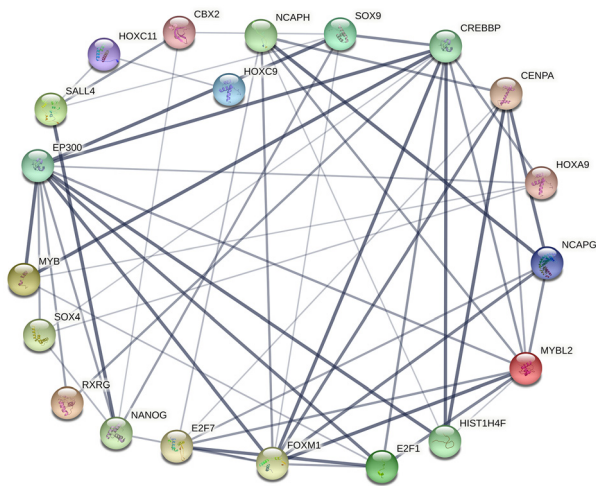 CBX2
NCAPH
SOX9
CREBBP
HOXC11
HOXC9
CENPA
SALL4
EP300
HOXA9
MYB
NCAPG
SOX4
MYBL2
RXRG
NANOG
E2F7
FOXM1
E2F1
HIST1H4F